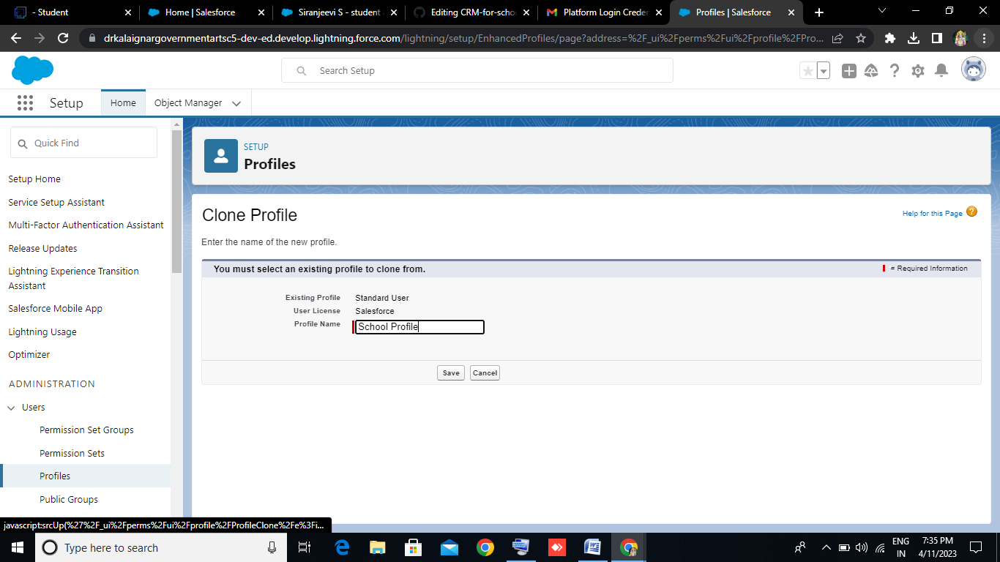 - Student
Home | Salesforce
Siranjeevi S - student
Editing CRM-for-scho
Platform Login Creder
Profiles | Salesforce
drkalaignargovernmentartsc5-dev-ed.develop.lightning.force.com/lightning/setup/EnhancedProfiles/page?address=%2F_ui%2Fperms%2Fui%2Fprofile%2FPro...
Search Setup
Setup
Home
Object Manager
Quick Find
Setup Home
Service Setup Assistant
Multi-Factor Authentication Assistant
Release Updates
Lightning Experience Transition
Assistant
Salesforce Mobile App
Lightning Usage
Optimizer
ADMINISTRATION
Users
Permission Set Groups
Permission Sets
Profiles
Public Groups
SETUP
Profiles
Clone Profile
Help for this Page
Enter the name of the new profile.
You must select an existing profile to clone from.
= Required Information
Existing Profile Standard User
User License Salesforce
Profile Name School Profile
Save Cancel
javascript:srcUp(%27%2F_ui%2Fperms%2Fui%2Fprofile%2FProfileClone%2Fe%3Fi...
Type here to search
ENG
IN
7:35 PM
4/11/2023